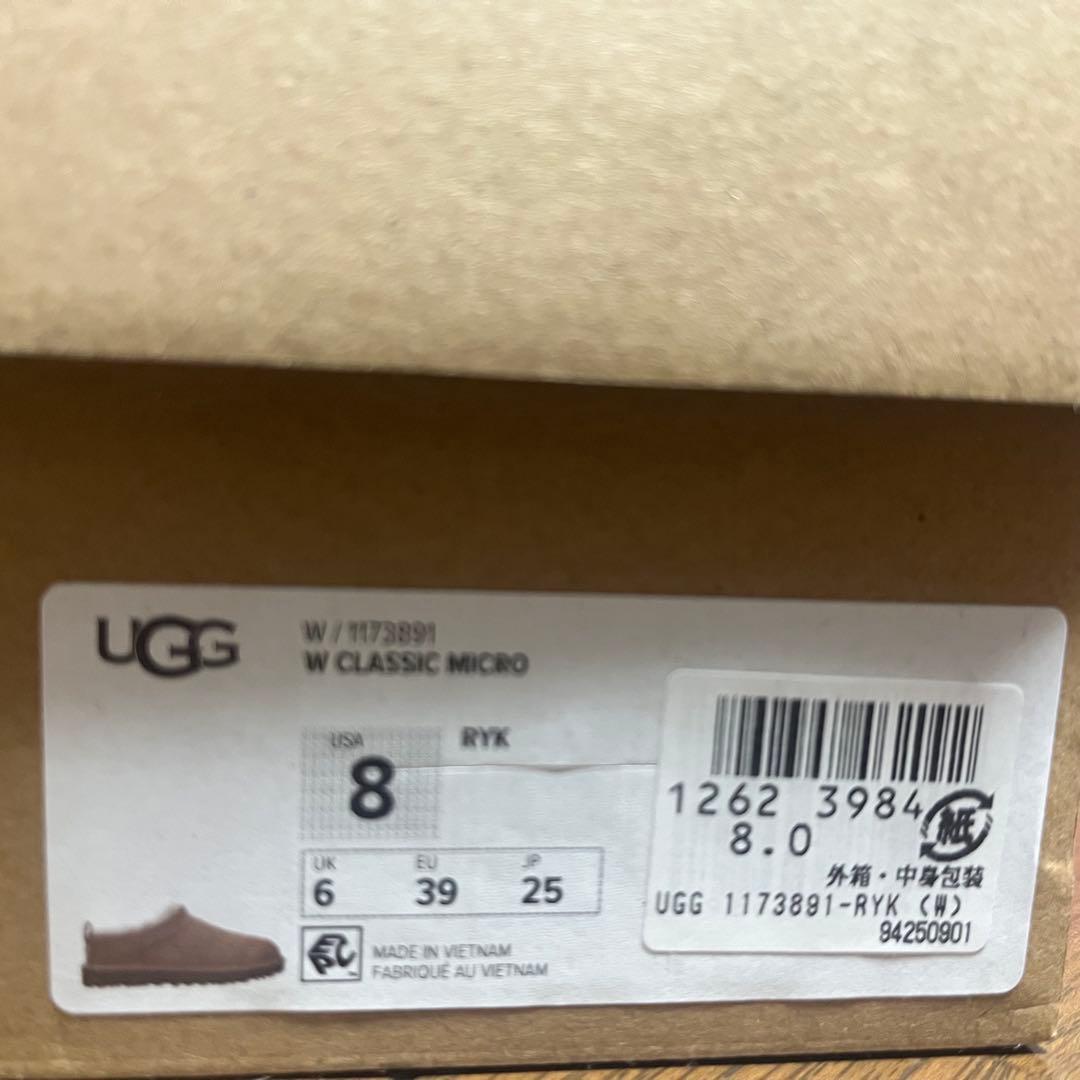 UGG
W / 1173891
W CLASSIC MICRO
USA
8
RYK
UK
6
EU
39
JP
25
MADE IN VIETNAM
FABRIQUÉ AU VIETNAM
1262 3984
8.0
紙
外箱・中身包装
UGG 1173891-RYK (W)
94250901